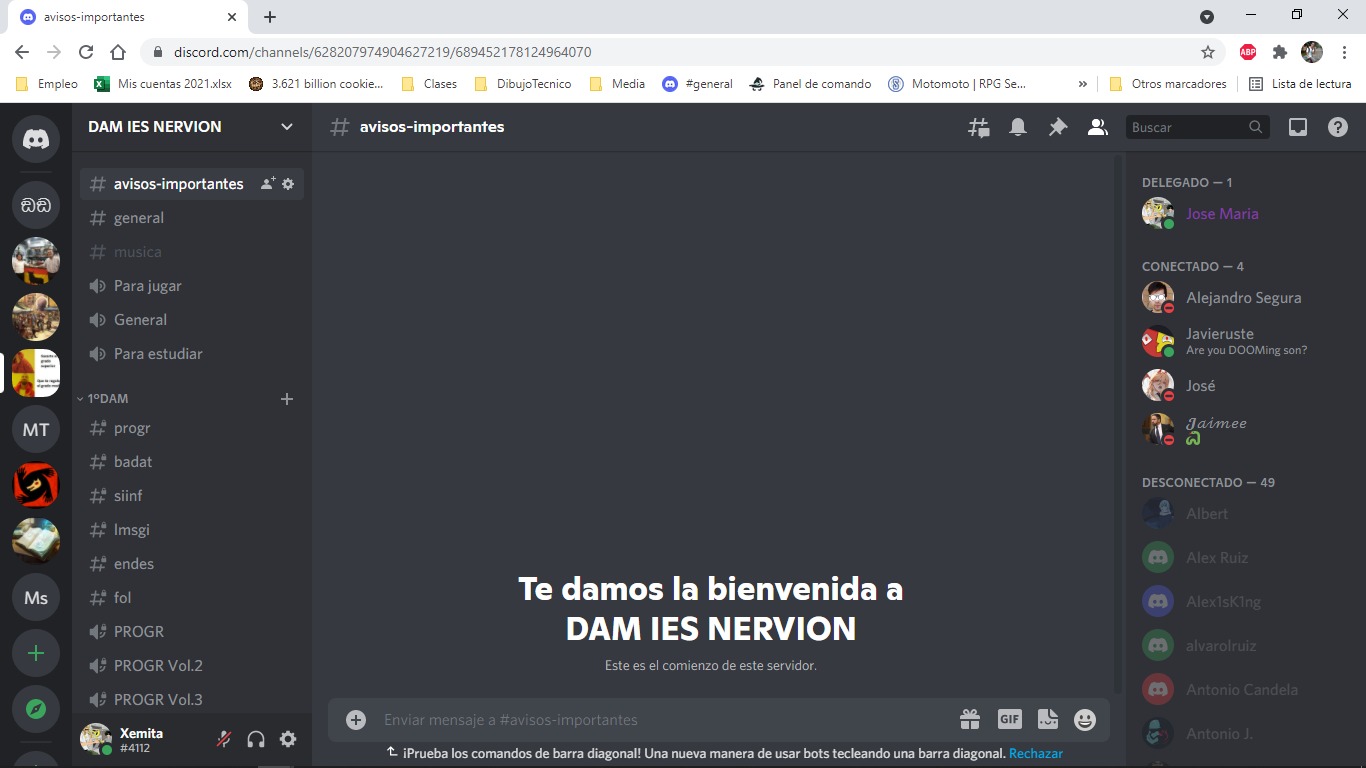 avisos-importantes
discord.com/channels/628207974904627219/689452178124964070
ABP
Empleo
Mis cuentas 2021.xlsx
3.621 billion cookie...
Clases
DibujoTecnico
Media
#general
Panel de comando
Motomoto | RPG Se...
»
Otros marcadores
Lista de lectura
DAM IES NERVION
avisos-importantes
Buscar
avisos-importantes
general
musica
Para jugar
General
Para estudiar
1ºDAM
progr
badat
siinf
lmsgi
endes
fol
PROGR
PROGR Vol.2
PROGR Vol.3
MT
Ms
Xemita
#4112
Te damos la bienvenida a
DAM IES NERVION
Este es el comienzo de este servidor.
Enviar mensaje a #avisos-importantes
GIF
¡Prueba los comandos de barra diagonal! Una nueva manera de usar bots tecleando una barra diagonal. Rechazar
DELEGADO — 1
Jose Maria
CONECTADO — 4
Alejandro Segura
Javieruste
Are you DOOMing son?
José
𝓙𝓪𝓲𝓶𝓮𝓮
DESCONECTADO — 49
Albert
Alex Ruiz
Alex1sK1ng
alvarolruiz
Antonio Candela
Antonio J.